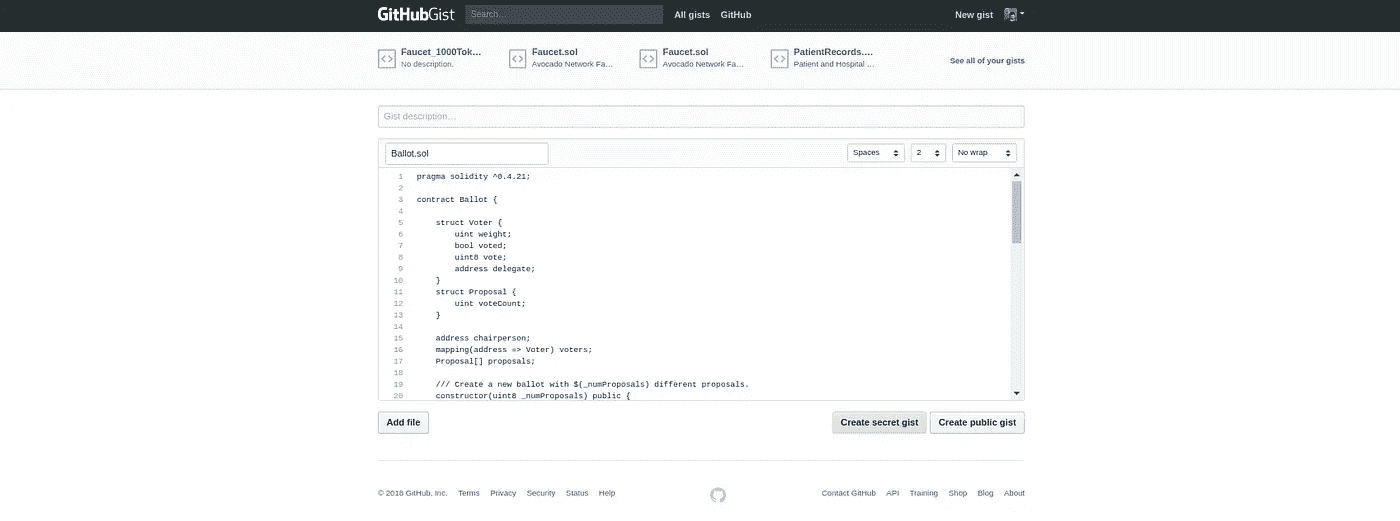 GitHubGist Search... All gists GitHub New gist
Faucet_1000Tok... Faucet.sol Faucet.sol PatientRecords....
No description. Avocado Network Fa... Avocado Network Fa... Patient and Hospital ...
See all of your gists
Gist description...
Ballot.sol Spaces 2 No wrap
1 pragma solidity ^0.4.21;
2
3 contract Ballot {
4
5 struct Voter {
6 uint weight;
7 bool voted;
8 uint8 vote;
9 address delegate;
10 }
11 struct Proposal {
12 uint voteCount;
13 }
14
15 address chairperson;
16 mapping(address => Voter) voters;
17 Proposal[] proposals;
18
19 /// Create a new ballot with $(_numProposals) different proposals.
20 constructor(uint8 _numProposals) public {
Add file Create secret gist Create public gist
© 2018 GitHub, Inc. Terms Privacy Security Status Help Contact GitHub API Training Shop Blog About